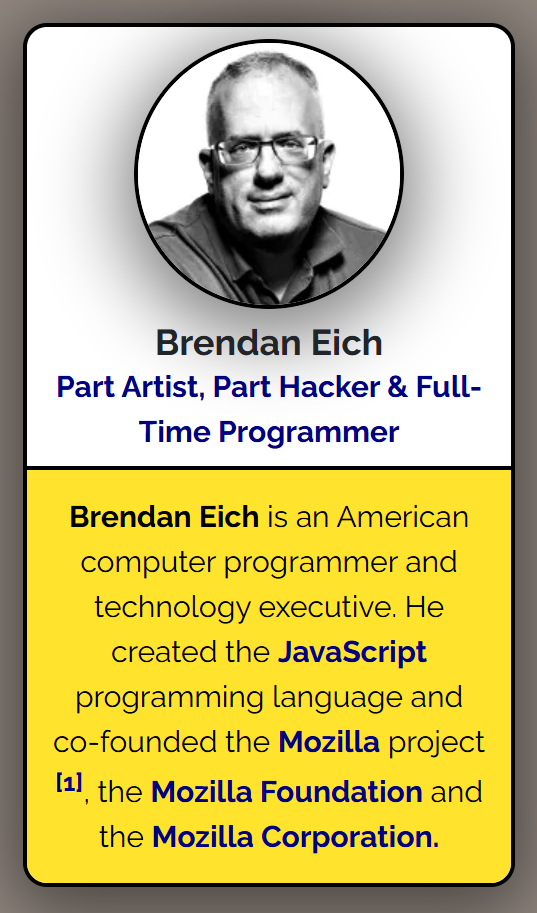 Brendan Eich
Part Artist, Part Hacker & Full-
Time Programmer
Brendan Eich is an American
computer programmer and
technology executive. He
created the JavaScript
programming language and
co-founded the Mozilla project
[1], the Mozilla Foundation and
the Mozilla Corporation.